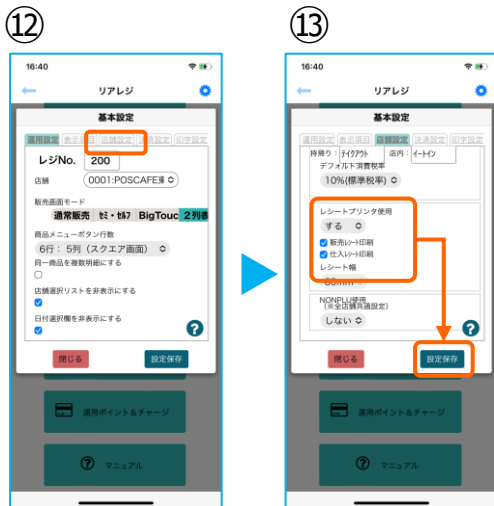 ⑫
16:40
リアレジ
基本設定
運用設定 表示項目 店舗設定 決済設定 印字設定
レジNo. 200
店舗 (0001:POSCAFE東
販売画面モード
通常販売 セミ・セルフ BigTouc 2列表
商品メニューボタン行数
6行： 5列（スクエア画面）
同一商品を複数明細にする
店舗選択リストを非表示にする
日付選択欄を非表示にする
?
閉じる 設定保存
運用ポイント＆チャージ
マニュアル
⑬
16:40
リアレジ
基本設定
運用設定 表示項目 店舗設定 決済設定 印字設定
持帰り： テイクアウト 店内： イートイン
デフォルト消費税率
10%(標準税率)
レシートプリンタ使用
する
販売レシート印刷
仕入レシート印刷
レシート幅
NONPLU使用
（※全店舗共通設定）
しない
?
閉じる 設定保存
運用ポイント＆チャージ
マニュアル